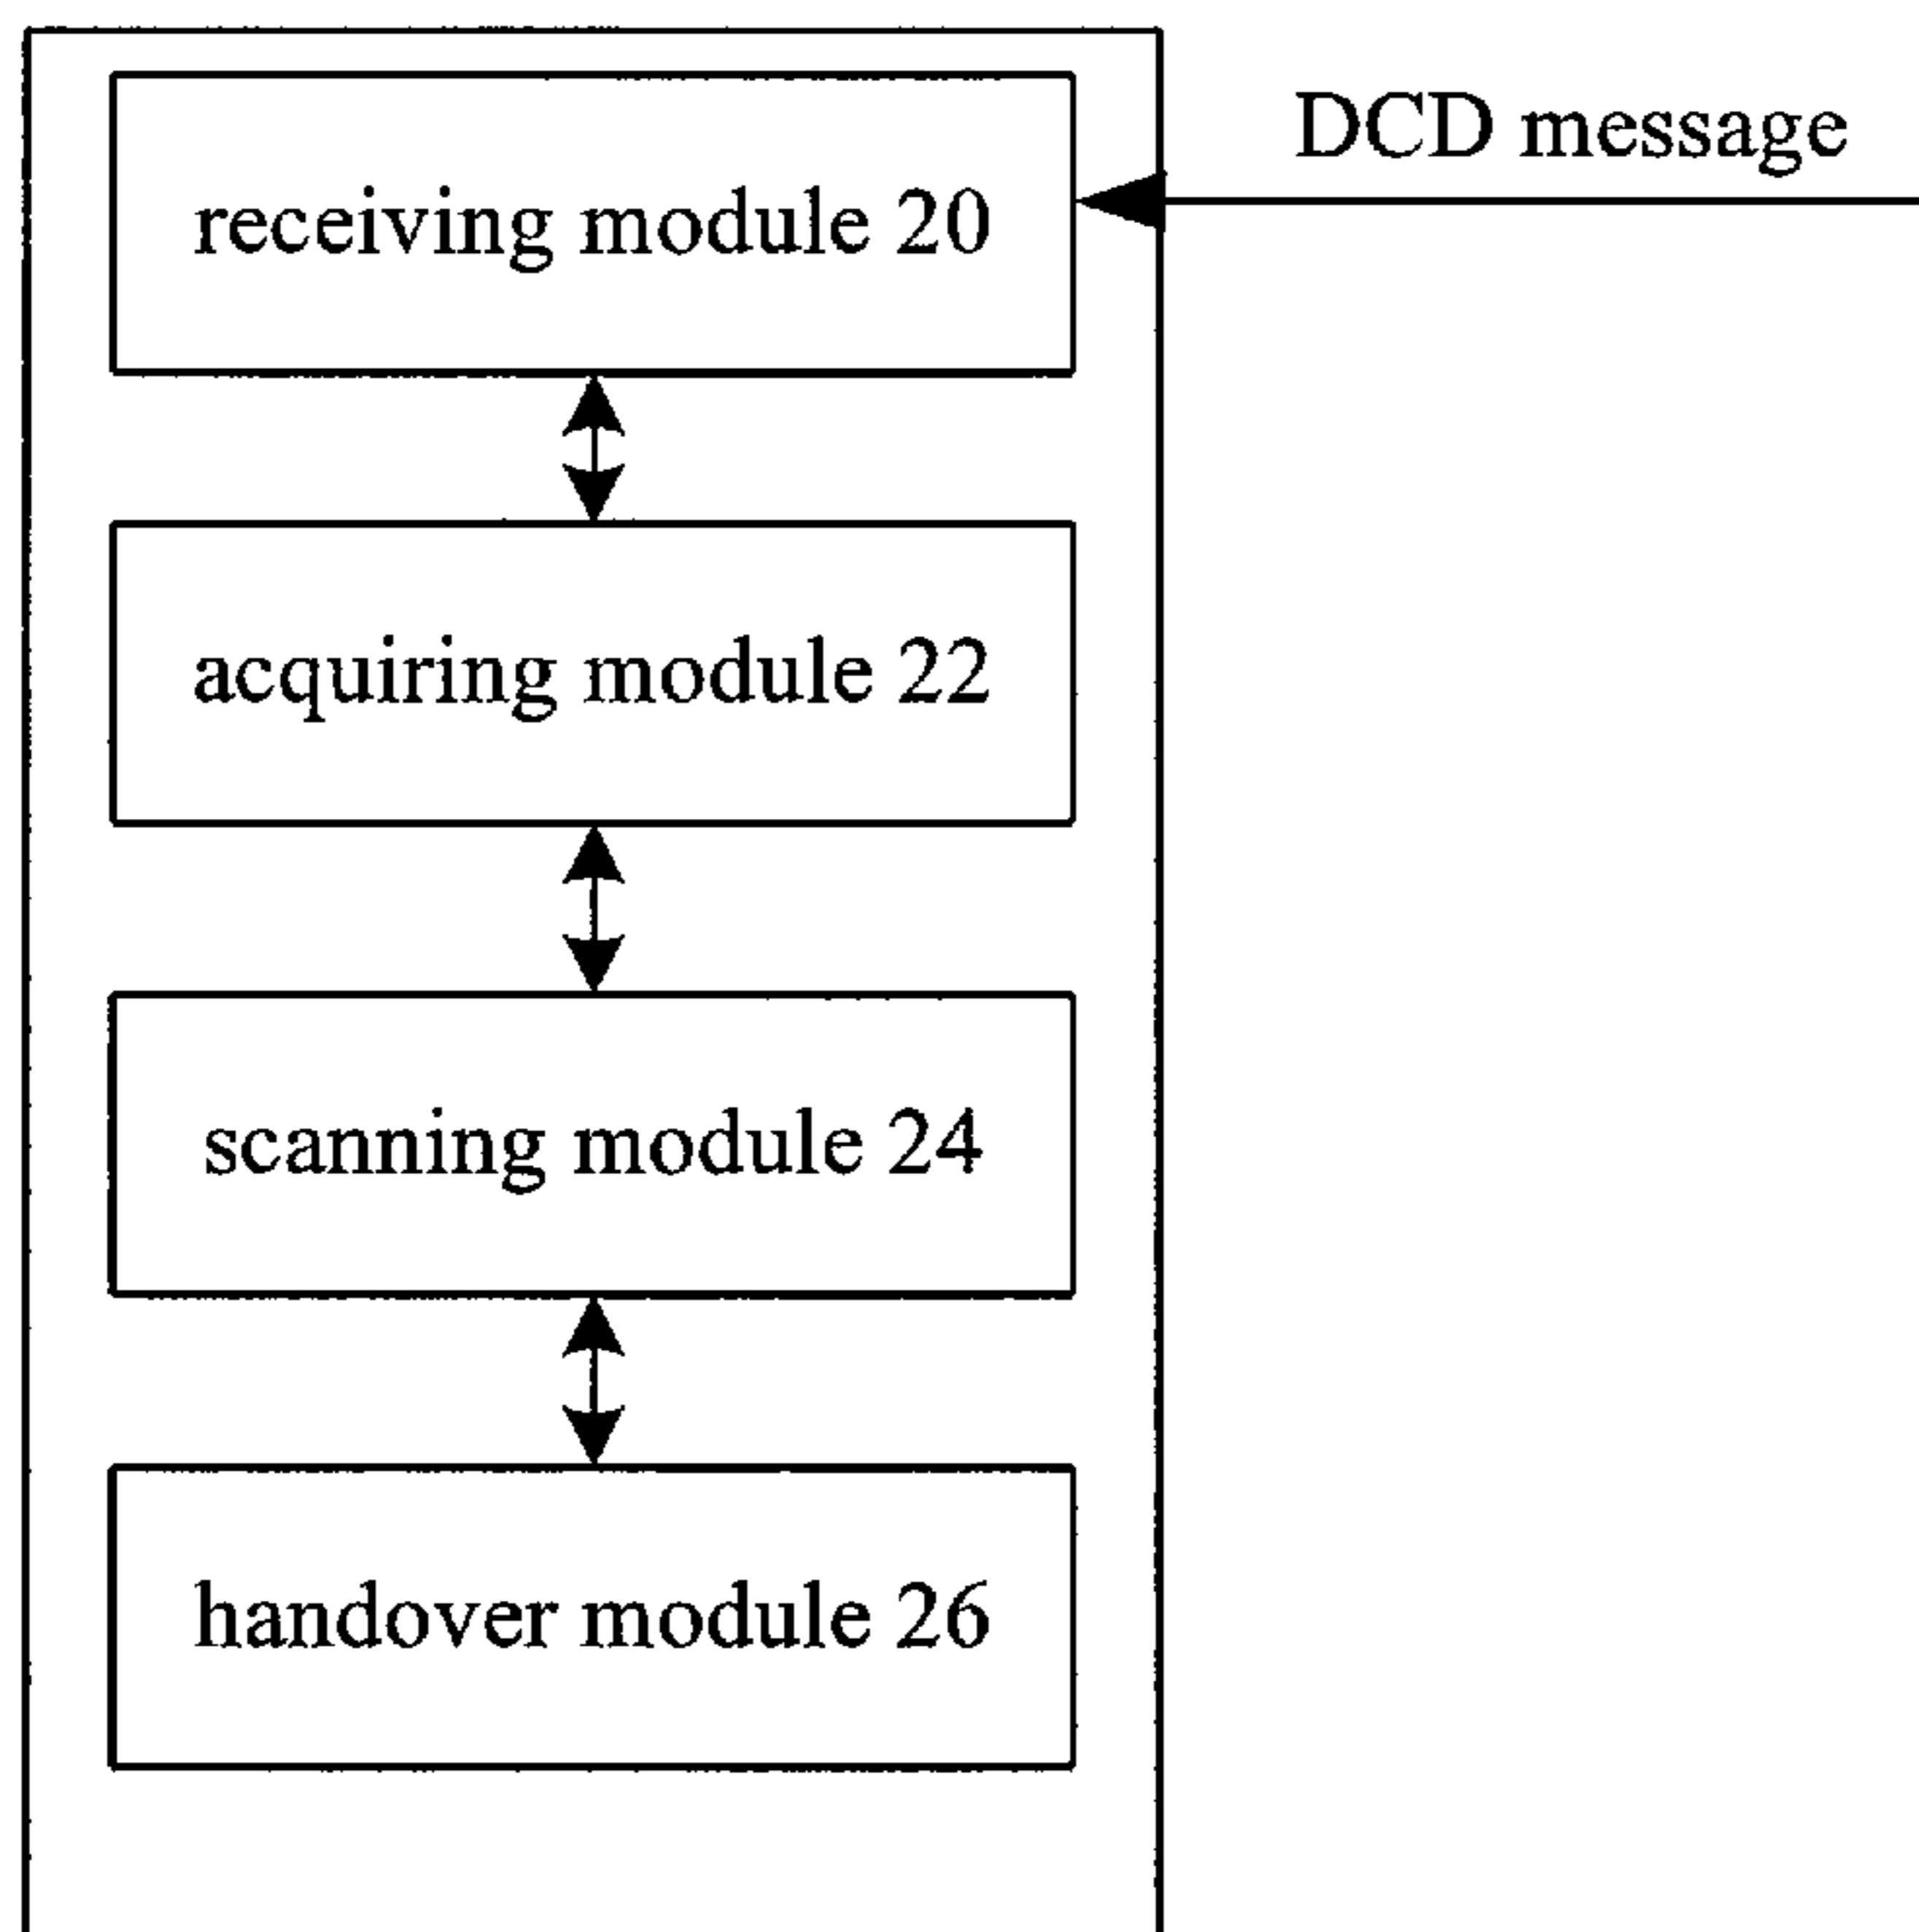 DCD message
receiving module 20
acquiring module 22
scanning module 24
handover module 26